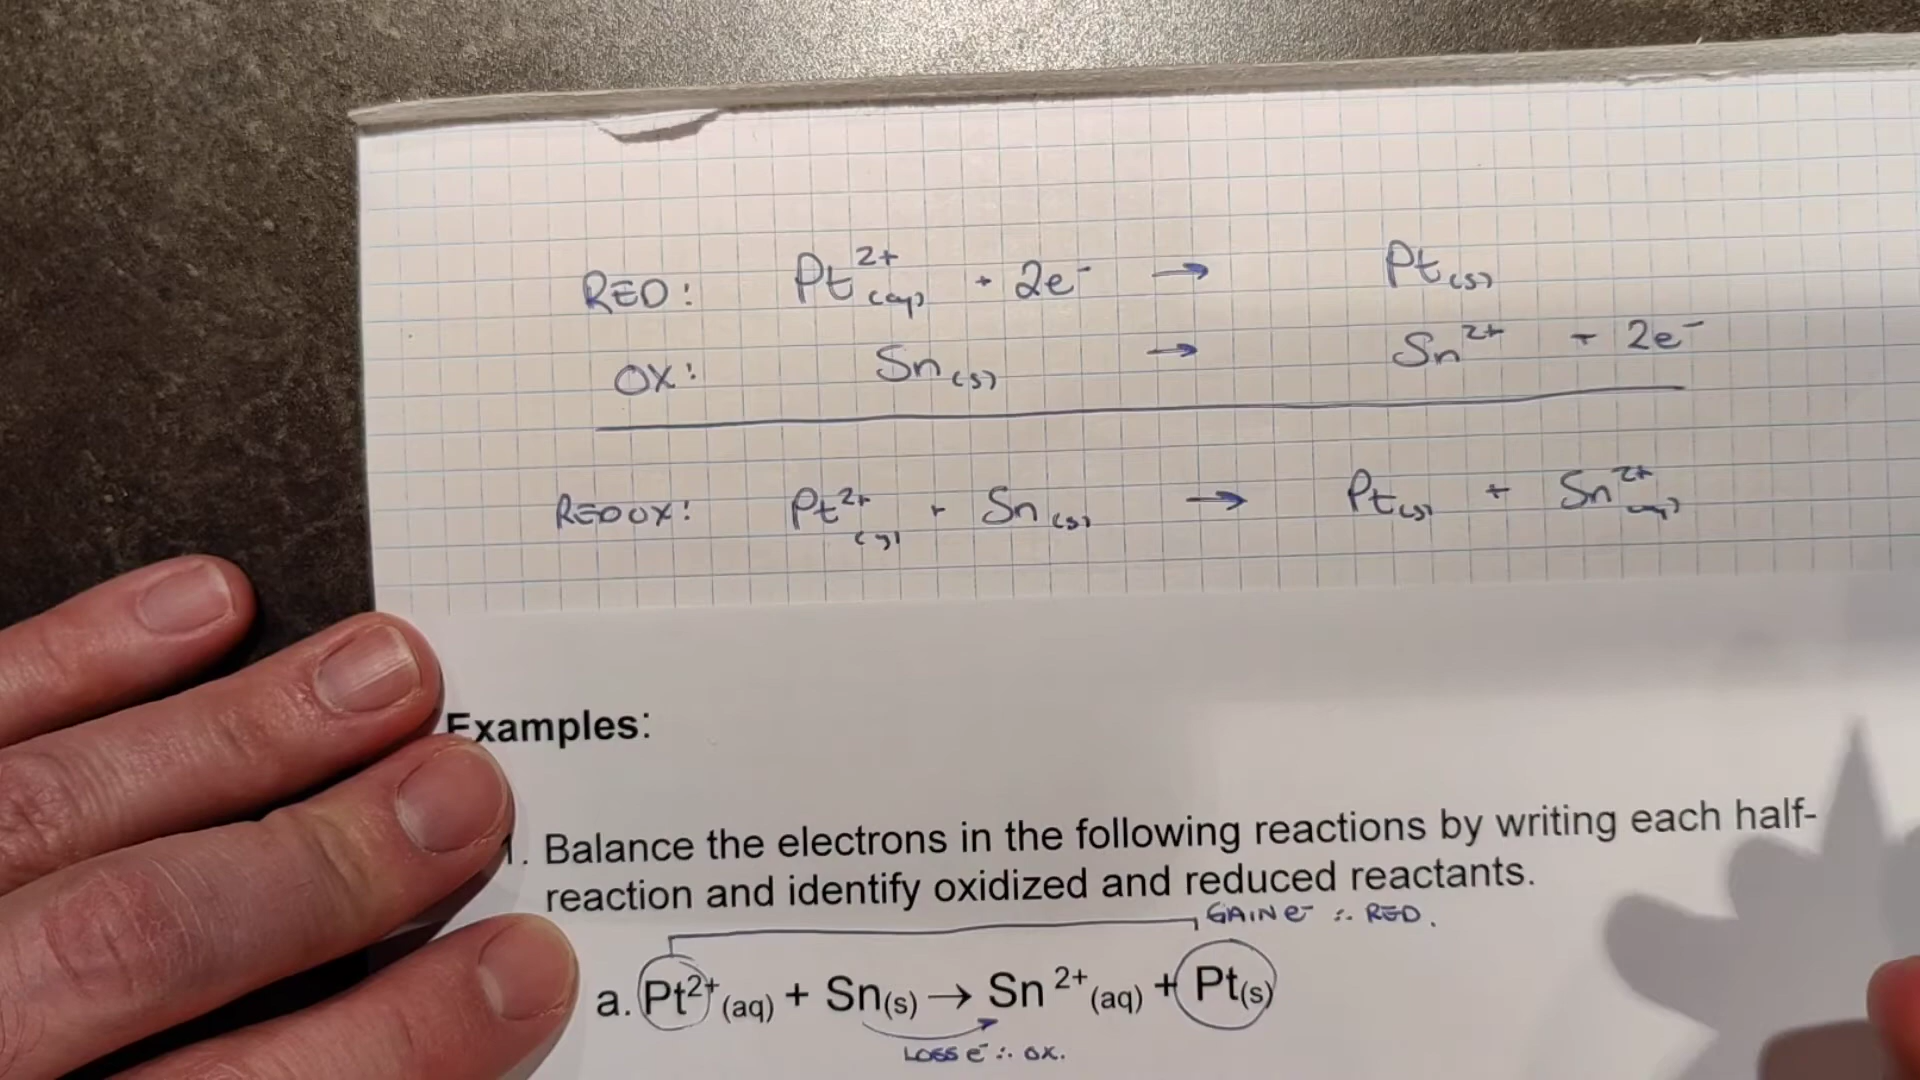 RED: Pt²⁺(aq) + 2e⁻ → Pt(s)
OX: Sn(s) → Sn²⁺ + 2e⁻
REDOX: Pt²⁺(aq) + Sn(s) → Pt(s) + Sn²⁺(aq)
Examples:
1. Balance the electrons in the following reactions by writing each half-
reaction and identify oxidized and reduced reactants.
GAIN e⁻ ∴ RED.
a. Pt²⁺(aq) + Sn(s) → Sn²⁺(aq) + Pt(s)
LOSS e⁻ ∴ OX.